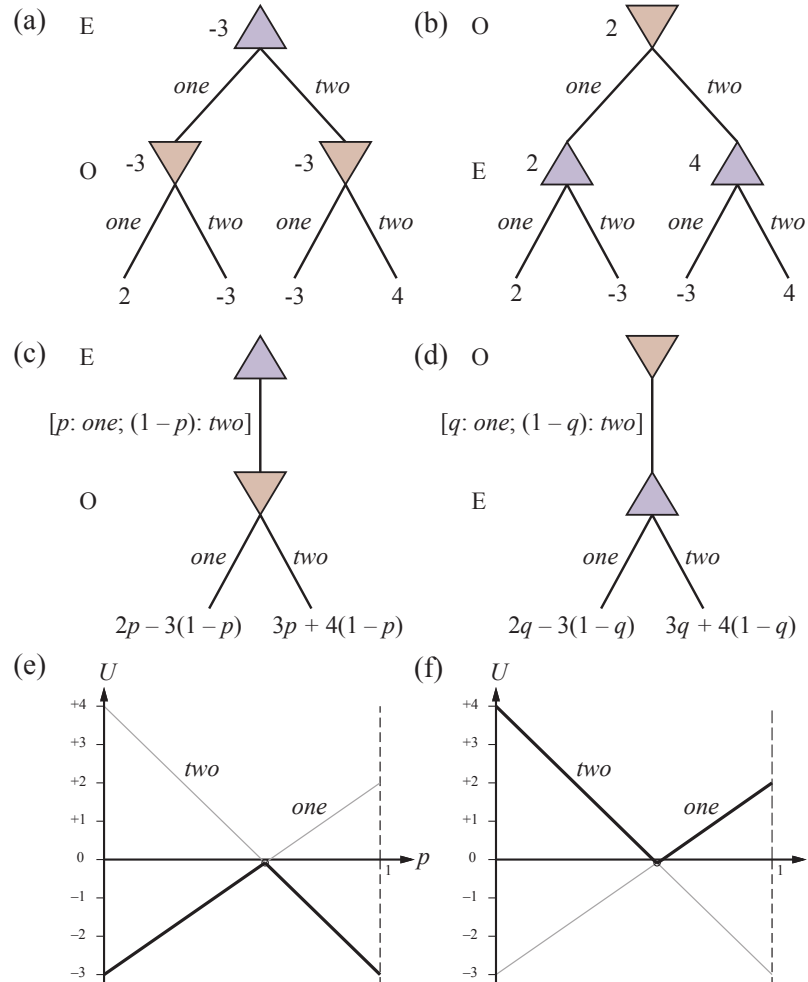 (a) E -3 (b) O 2
one two one two
O -3 -3 E 2 4
one two one two one two one two
2 -3 -3 4 2 -3 -3 4
(c) E (d) O
[p: one; (1 – p): two] [q: one; (1 – q): two]
O E
one two one two
2p – 3(1 – p) 3p + 4(1 – p) 2q – 3(1 – q) 3q + 4(1 – q)
(e) U (f) U
+4 +4
+3 two +3 two
+2 one +2 one
+1 +1
0 p 0
1 1
–1 –1
–2 –2
–3 –3